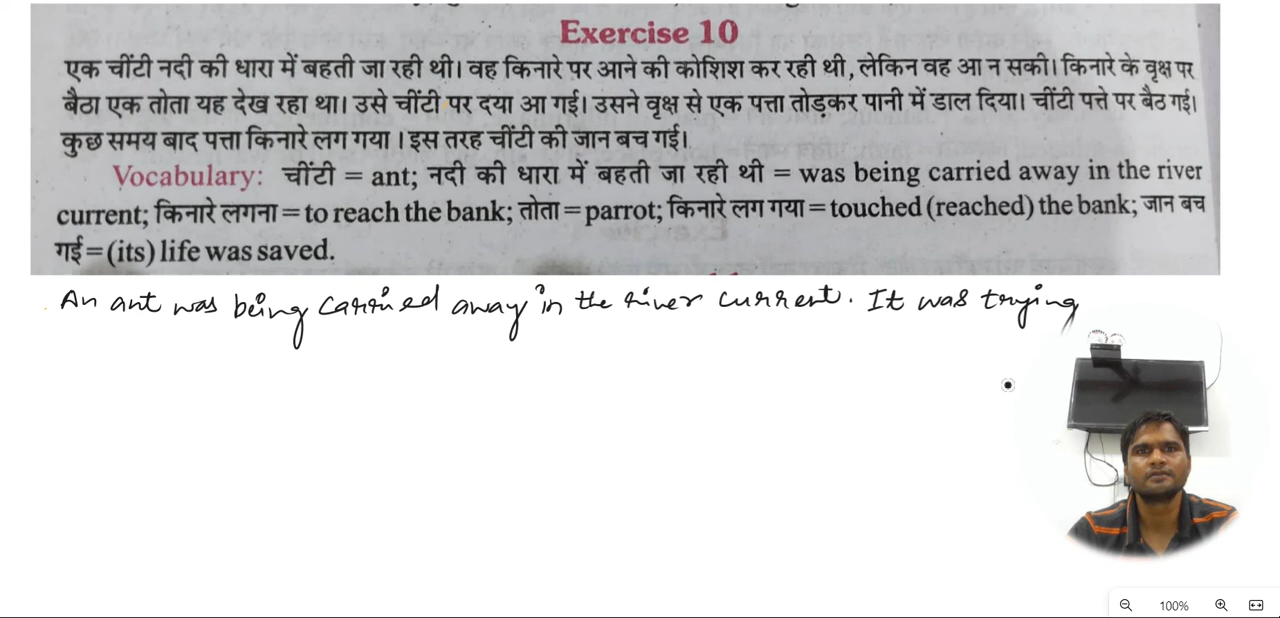 Exercise 10
एक चींटी नदी की धारा में बहती जा रही थी। वह किनारे पर आने की कोशिश कर रही थी, लेकिन वह आ न सकी। किनारे के वृक्ष पर
बैठा एक तोता यह देख रहा था। उसे चींटी पर दया आ गई। उसने वृक्ष से एक पत्ता तोड़कर पानी में डाल दिया। चींटी पत्ते पर बैठ गई।
कुछ समय बाद पत्ता किनारे लग गया। इस तरह चींटी की जान बच गई।
Vocabulary: चींटी = ant; नदी की धारा में बहती जा रही थी = was being carried away in the river
current; किनारे लगना = to reach the bank; तोता = parrot; किनारे लग गया = touched (reached) the bank; जान बच
गई = (its) life was saved.
An ant was being carried away in the river current. It was trying
100%